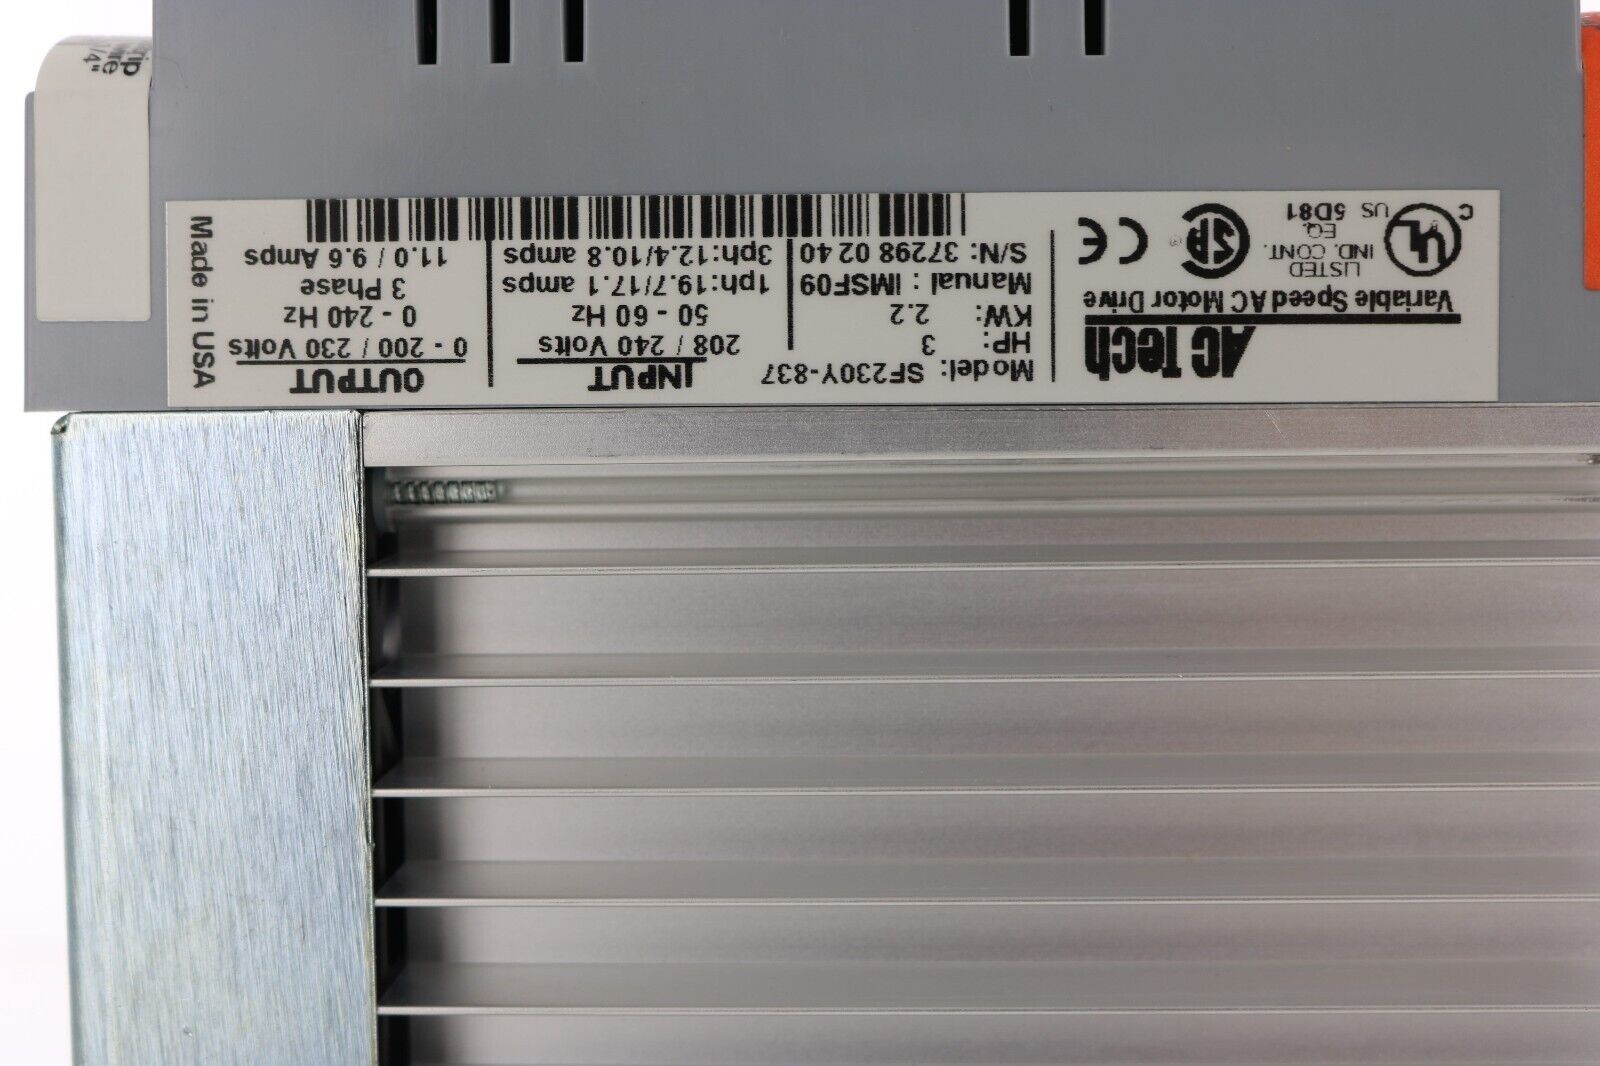 AC Tech
Variable Speed AC Motor Drive
C UL US
LISTED
IND. CONT.
EQ.
5D81
SA
CE
Model: SF230Y-837
HP: 3
KW: 2.2
Manual : IMSF09
S/N: 37298 02 40
INPUT
208 / 240 Volts
50 - 60 Hz
1ph:19.7/17.1 amps
3ph:12.4/10.8 amps
OUTPUT
0 - 200 / 230 Volts
0 - 240 Hz
3 Phase
11.0 / 9.6 Amps
Made in USA